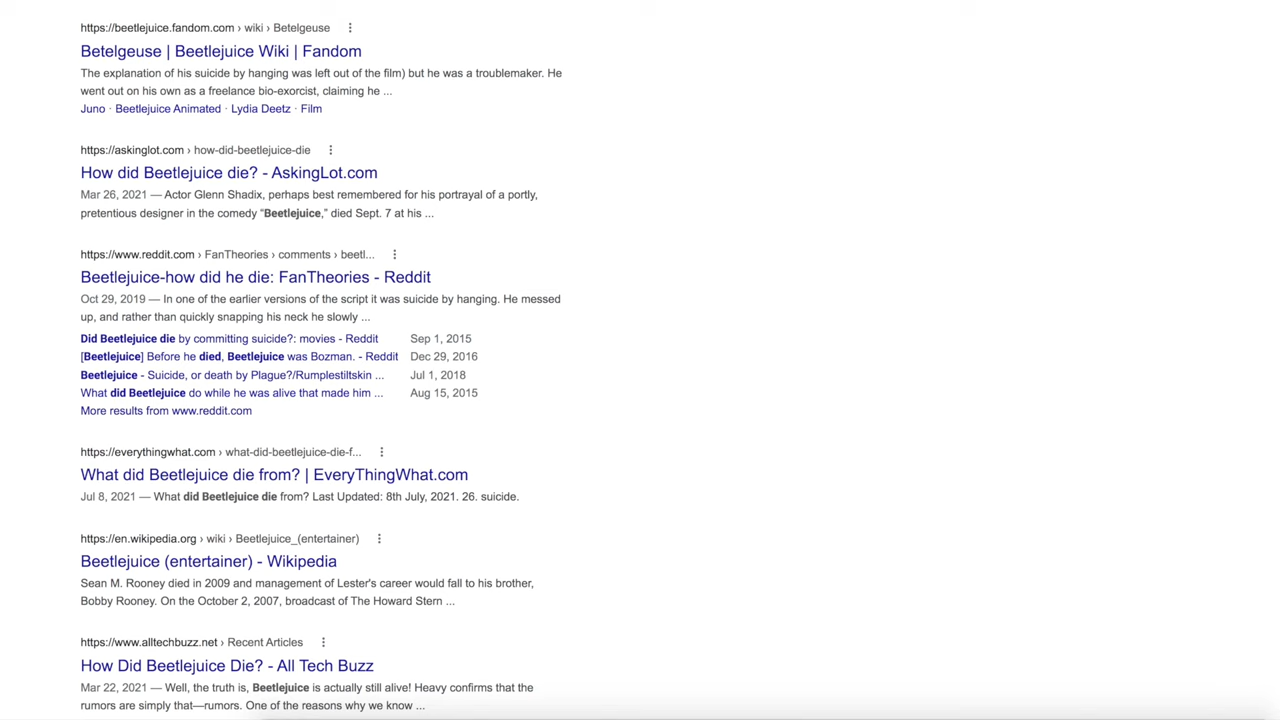 https://beetlejuice.fandom.com › wiki › Betelgeuse
Betelgeuse | Beetlejuice Wiki | Fandom
The explanation of his suicide by hanging was left out of the film) but he was a troublemaker. He
went out on his own as a freelance bio-exorcist, claiming he ...
Juno · Beetlejuice Animated · Lydia Deetz · Film
https://askinglot.com › how-did-beetlejuice-die
How did Beetlejuice die? - AskingLot.com
Mar 26, 2021 — Actor Glenn Shadix, perhaps best remembered for his portrayal of a portly,
pretentious designer in the comedy “Beetlejuice,” died Sept. 7 at his ...
https://www.reddit.com › FanTheories › comments › beetl...
Beetlejuice-how did he die: FanTheories - Reddit
Oct 29, 2019 — In one of the earlier versions of the script it was suicide by hanging. He messed
up, and rather than quickly snapping his neck he slowly ...
Did Beetlejuice die by committing suicide?: movies - Reddit Sep 1, 2015
[Beetlejuice] Before he died, Beetlejuice was Bozman. - Reddit Dec 29, 2016
Beetlejuice - Suicide, or death by Plague?/Rumplestiltskin ... Jul 1, 2018
What did Beetlejuice do while he was alive that made him ... Aug 15, 2015
More results from www.reddit.com
https://everythingwhat.com › what-did-beetlejuice-die-f...
What did Beetlejuice die from? | EveryThingWhat.com
Jul 8, 2021 — What did Beetlejuice die from? Last Updated: 8th July, 2021. 26. suicide.
https://en.wikipedia.org › wiki › Beetlejuice_(entertainer)
Beetlejuice (entertainer) - Wikipedia
Sean M. Rooney died in 2009 and management of Lester's career would fall to his brother,
Bobby Rooney. On the October 2, 2007, broadcast of The Howard Stern ...
https://www.alltechbuzz.net › Recent Articles
How Did Beetlejuice Die? - All Tech Buzz
Mar 22, 2021 — Well, the truth is, Beetlejuice is actually still alive! Heavy confirms that the
rumors are simply that—rumors. One of the reasons why we know ...